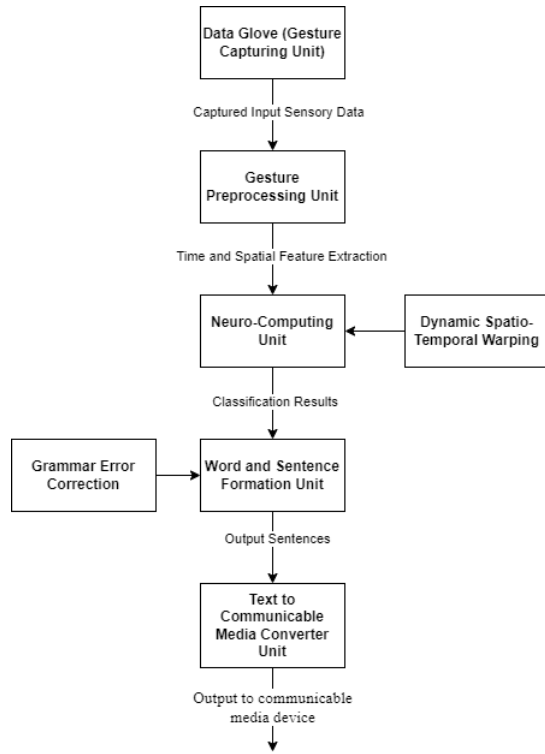 Data Glove (Gesture
Capturing Unit)
Captured Input Sensory Data
Gesture
Preprocessing Unit
Time and Spatial Feature Extraction
Neuro-Computing
Unit
Dynamic Spatio-
Temporal Warping
Classification Results
Grammar Error
Correction
Word and Sentence
Formation Unit
Output Sentences
Text to
Communicable
Media Converter
Unit
Output to communicable
media device